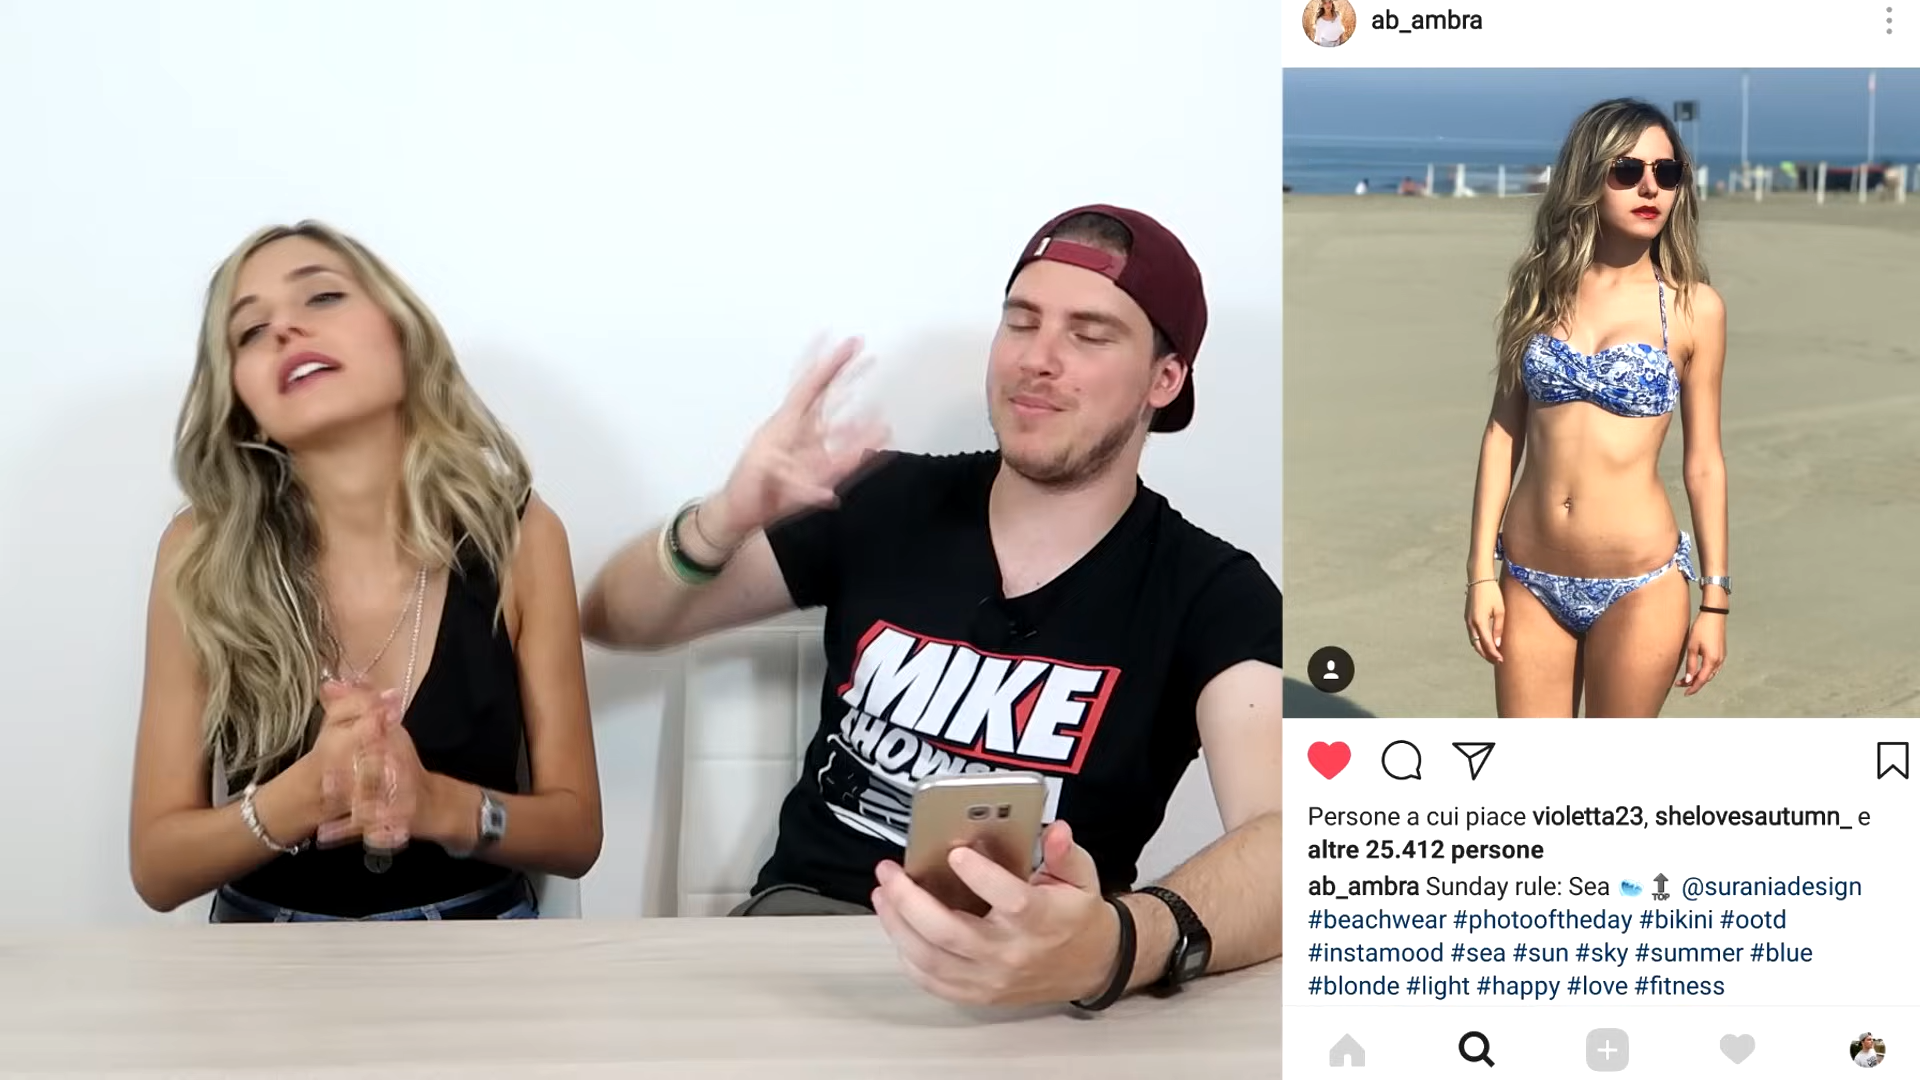 ab_ambra
MIKE
SHOW
Persone a cui piace violetta23, shelovesautumn_ e
altre 25.412 persone
ab_ambra Sunday rule: Sea 🌊 🔝 @suraniadesign
#beachwear #photooftheday #bikini #ootd
#instamood #sea #sun #sky #summer #blue
#blonde #light #happy #love #fitness